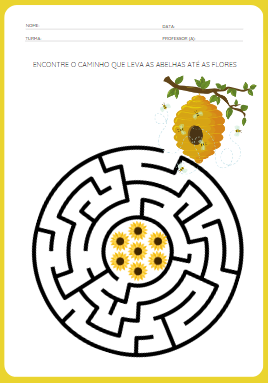 NOME:
DATA:
TURMA:
PROFESSOR (A):
ENCONTRE O CAMINHO QUE LEVA AS ABELHAS ATÉ AS FLORES